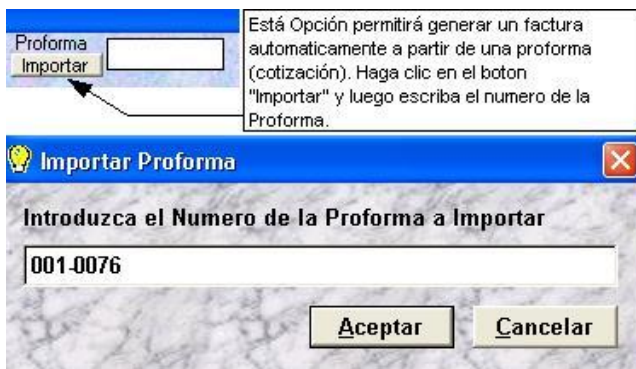 Proforma
Importar
Está Opción permitirá generar un factura
automaticamente a partir de una proforma
(cotización). Haga clic en el boton
"Importar" y luego escriba el numero de la
Proforma.
Importar Proforma
Introduzca el Numero de la Proforma a Importar
001-0076
Aceptar Cancelar